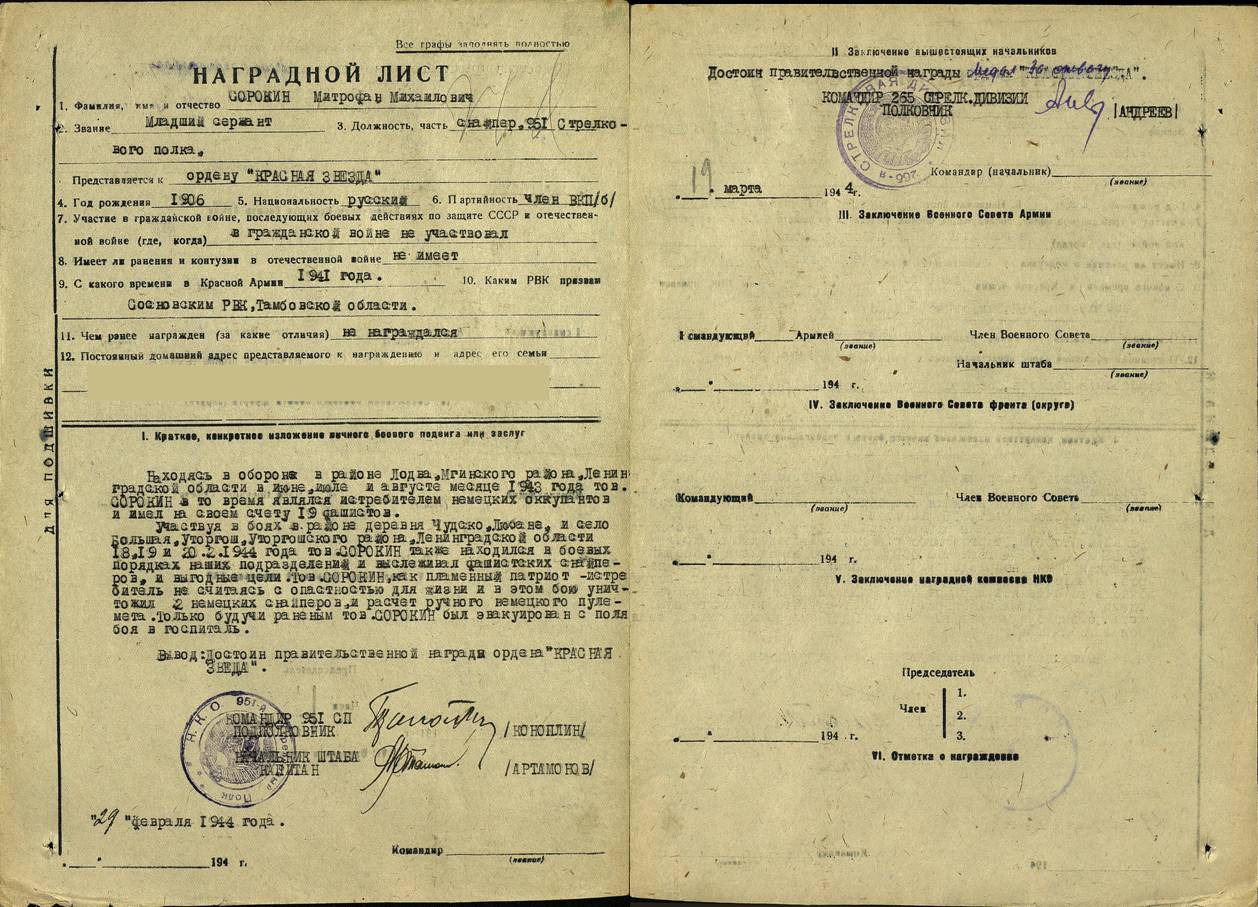 Все графы заполнять полностью
НАГРАДНОЙ ЛИСТ
1. Фамилия, имя и отчество СОРОКИН Митрофан Михаилович
2. Звание Младший сержант 3. Должность, часть снайпер, 951 Стрелко-
вого полка.
Представляется к ордену "КРАСНАЯ ЗВЕЗДА"
4. Год рождения 1906 5. Национальность русский 6. Партийность Член ВКП/б/
7. Участие в гражданской войне, последующих боевых действиях по защите СССР и отечествен-
ной войне (где, когда) в гражданской войне не участвовал
8. Имеет ли ранения и контузии в отечественной войне не имеет
9. С какого времени в Красной Армии 1941 года. 10. Каким РВК призван
Сосновским РВК, Тамбовской области.
11. Чем ранее награжден (за какие отличия) не награждался
12. Постоянный домашний адрес представляемого к награждению и адрес его семьи
ДЛЯ ПОДШИВКИ
I. Краткое, конкретное изложение личного боевого подвига или заслуг
Находясь в обороне в районе Лодва, Мгинского района, Ленин
градской области в июне, июле и августе месяце 1943 года тов.
СОРОКИН в то время являлся истребителем немецких оккупантов
и имел на своем счету 19 фашистов.
Участвуя в боях в районе деревня Чудско, Любане, и село
Большая, Уторгош, Уторгошского района, Ленинградской области
18,19 и 20.2.1944 года тов. СОРОКИН также находился в боевых
порядках наших подразделений и выслеживал фашистских снайпе-
ров, и выгодные цели. Тов. СОРОКИН, как пламенный патриот -истре
битель не считаясь с опастностью для жизни и в этом бою унич-
тожил 2 немецких снайперов, и расчет ручного немецкого пуле-
мета. Только будучи раненым тов. СОРОКИН был эвакуирован с поля
боя в госпиталь.
Вывод: Достоин правительственной награды ордена "КРАСНАЯ
ЗВЕДА".
КОМАНДИР 951 СП
ПОДПОЛКОВНИК /КОНОПЛИН/
НАЧАЛЬНИК ШТАБА
КАПИТАН /АРТАМОНОВ/
Н.К.О 951-й Полк
"29" февраля 1944 года.
Командир
(звание)
" " 194 г.
II Заключение вышестоящих начальников
Достоин правительственной награды Медал "За отвагу".
КОМАНДИР 265 СТРЕЛК. ДИВИЗИИ
ПОЛКОВНИК /АНДРЕЕВ/
Командир (начальник)
(звание)
19 марта 1944 г.
III. Заключение Военного Совета Армии
Командующий Армией Член Военного Совета
(звание) (звание)
Начальник штаба
(звание)
" " 194 г.
IV. Заключение Военного Совета фронта (округа)
Командующий Член Военного Совета
(звание) (звание)
" " 194 г.
V. Заключение наградной комиссии НКО
Председатель
Члены 1.
2.
3.
" " 194 г.
VI. Отметка о награждении